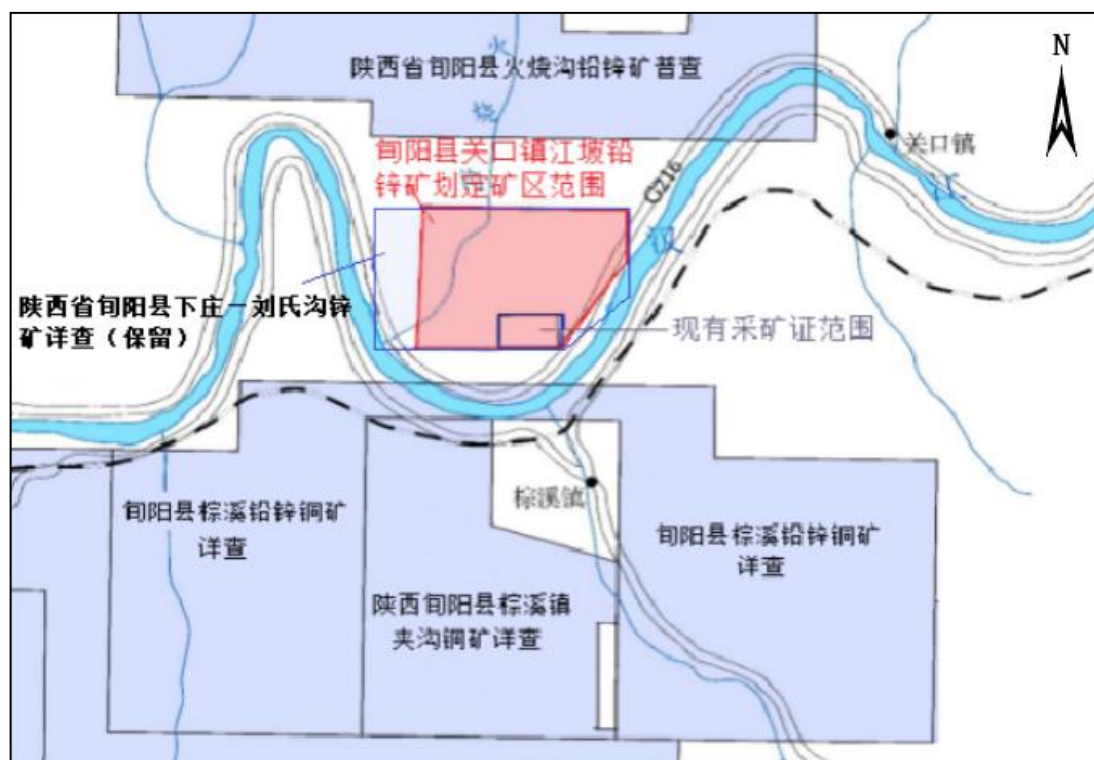 N
陕西省旬阳县火烧沟铅锌矿普查
火
烧
沟
关口镇
旬阳县关口镇江坡铅
锌矿划定矿区范围
G216
汉
江
陕西省旬阳县下庄－刘氏沟锌
矿详查（保留）
现有采矿证范围
棕溪镇
旬阳县棕溪铅锌铜矿
详查
旬阳县棕溪铅锌铜矿
详查
陕西旬阳县棕溪镇
夹沟铜矿详查